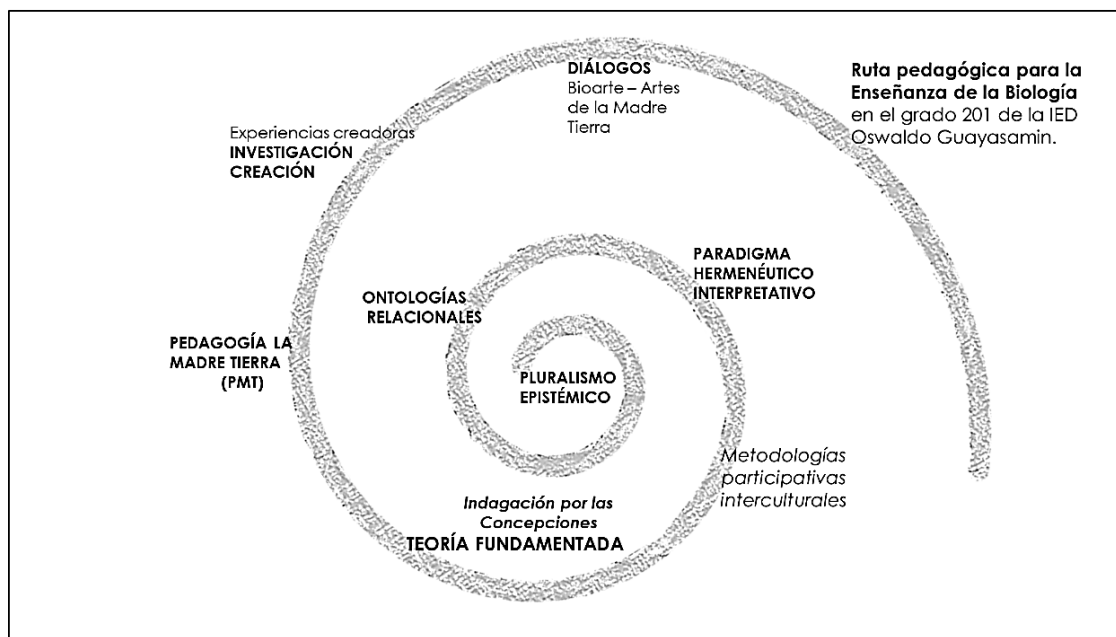 DIÁLOGOS
Bioarte – Artes
de la Madre
Tierra
Ruta pedagógica para la
Enseñanza de la Biología
en el grado 201 de la IED
Oswaldo Guayasamin.
Experiencias creadoras
INVESTIGACIÓN
CREACIÓN
PARADIGMA
HERMENÉUTICO
INTERPRETATIVO
ONTOLOGÍAS
RELACIONALES
PEDAGOGÍA LA
MADRE TIERRA
(PMT)
PLURALISMO
EPISTÉMICO
Metodologías
participativas
interculturales
Indagación por las
Concepciones
TEORÍA FUNDAMENTADA